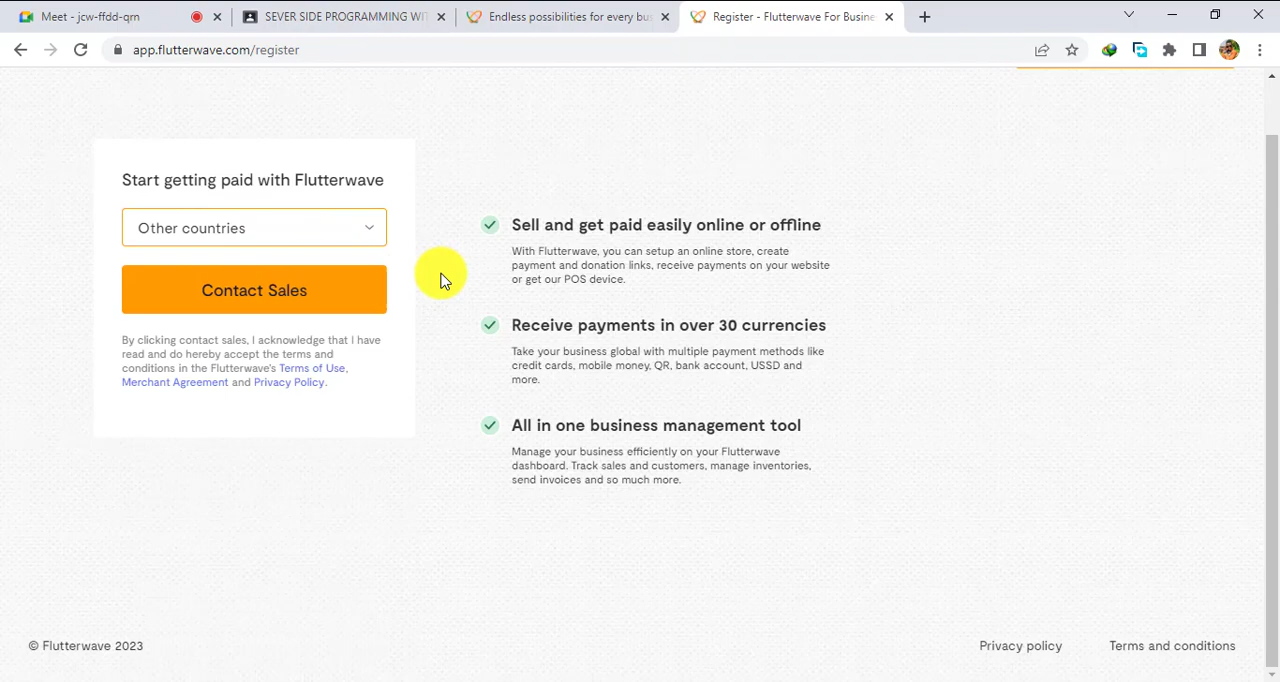 Meet - jcw-ffdd-qrn
SEVER SIDE PROGRAMMING WIT
Endless possibilities for every bus
Register - Flutterwave For Busine
app.flutterwave.com/register
Start getting paid with Flutterwave
Other countries
Contact Sales
By clicking contact sales, I acknowledge that I have
read and do hereby accept the terms and
conditions in the Flutterwave's Terms of Use,
Merchant Agreement and Privacy Policy.
Sell and get paid easily online or offline
With Flutterwave, you can setup an online store, create
payment and donation links, receive payments on your website
or get our POS device.
Receive payments in over 30 currencies
Take your business global with multiple payment methods like
credit cards, mobile money, QR, bank account, USSD and
more.
All in one business management tool
Manage your business efficiently on your Flutterwave
dashboard. Track sales and customers, manage inventories,
send invoices and so much more.
© Flutterwave 2023
Privacy policy
Terms and conditions